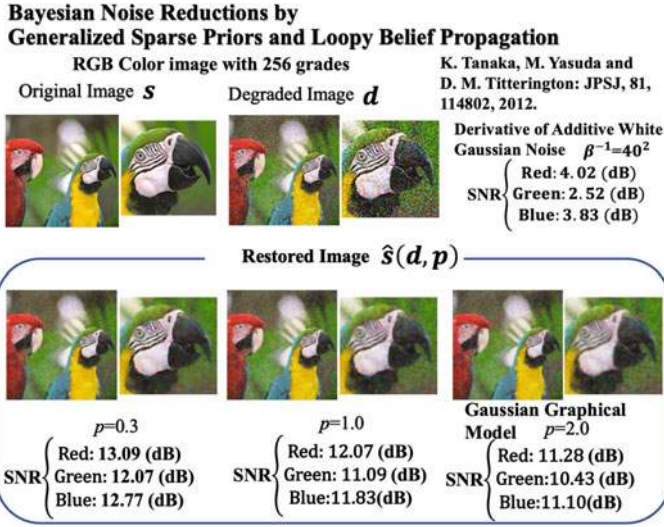 Bayesian Noise Reductions by
Generalized Sparse Priors and Loopy Belief Propagation
RGB Color image with 256 grades
Original Image s
Degraded Image d
K. Tanaka, M. Yasuda and
D. M. Titterington: JPSJ, 81,
114802, 2012.
Derivative of Additive White
Gaussian Noise β⁻¹=40²
SNR
Red: 4.02 (dB)
Green: 2.52 (dB)
Blue: 3.83 (dB)
Restored Image ŝ(d, p)
p=0.3
SNR
Red: 13.09 (dB)
Green: 12.07 (dB)
Blue: 12.77 (dB)
p=1.0
SNR
Red: 12.07 (dB)
Green: 11.09 (dB)
Blue:11.83(dB)
Gaussian Graphical
Model p=2.0
SNR
Red: 11.28 (dB)
Green:10.43 (dB)
Blue: 11.10(dB)